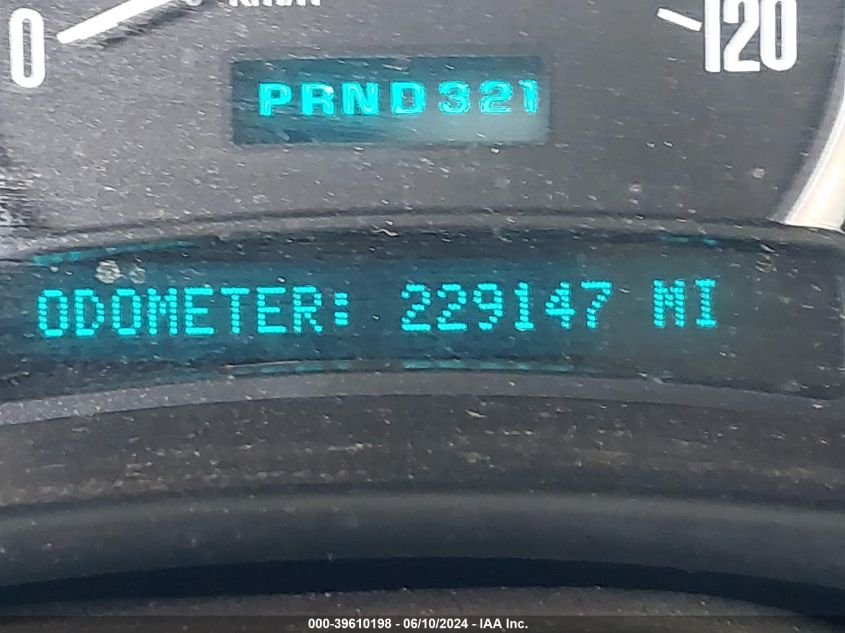 0 120
PRND321
ODOMETER: 229147 MI
000-39610198 - 06/10/2024 - IAA Inc.